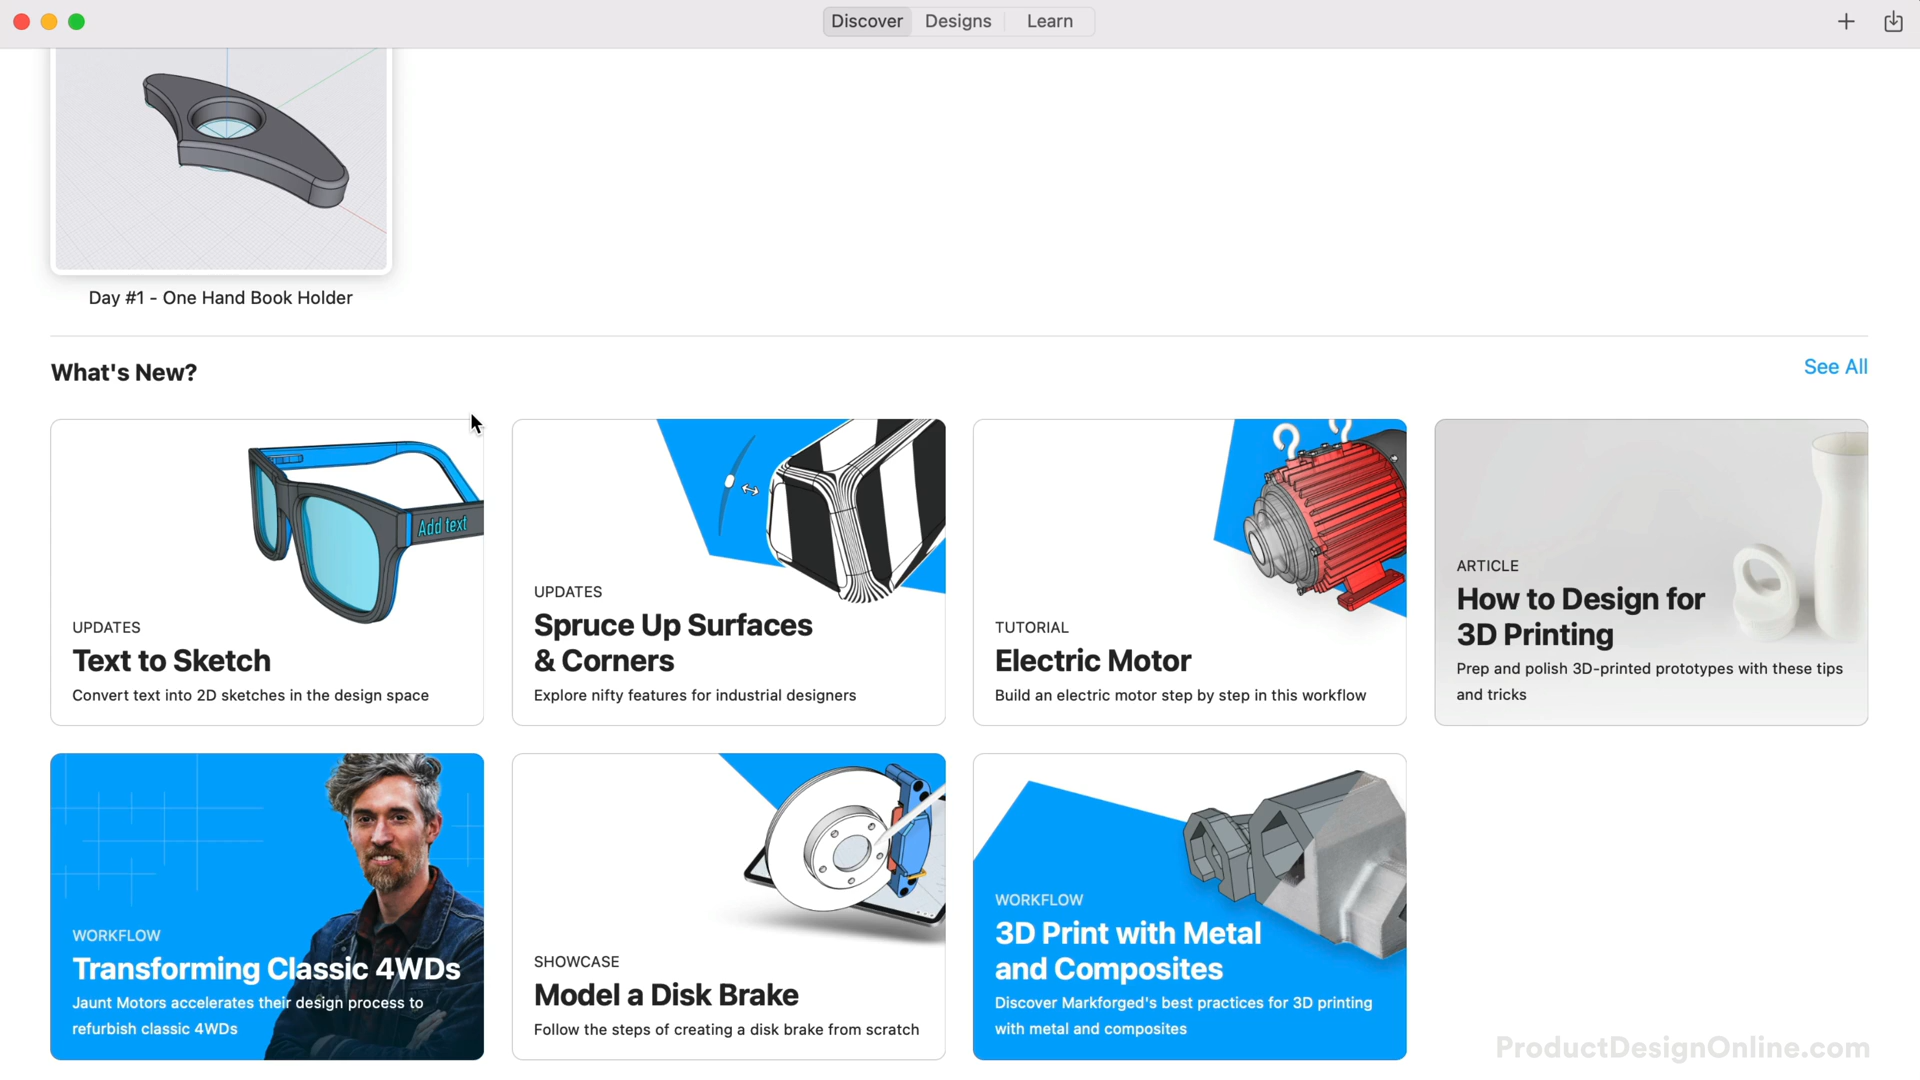 Discover
Designs
Learn
Day #1 - One Hand Book Holder
What's New?
See All
Add text
UPDATES
Text to Sketch
Convert text into 2D sketches in the design space
UPDATES
Spruce Up Surfaces
& Corners
Explore nifty features for industrial designers
TUTORIAL
Electric Motor
Build an electric motor step by step in this workflow
ARTICLE
How to Design for
3D Printing
Prep and polish 3D-printed prototypes with these tips
and tricks
WORKFLOW
Transforming Classic 4WDs
Jaunt Motors accelerates their design process to
refurbish classic 4WDs
SHOWCASE
Model a Disk Brake
Follow the steps of creating a disk brake from scratch
WORKFLOW
3D Print with Metal
and Composites
Discover Markforged's best practices for 3D printing
with metal and composites
ProductDesignOnline.com